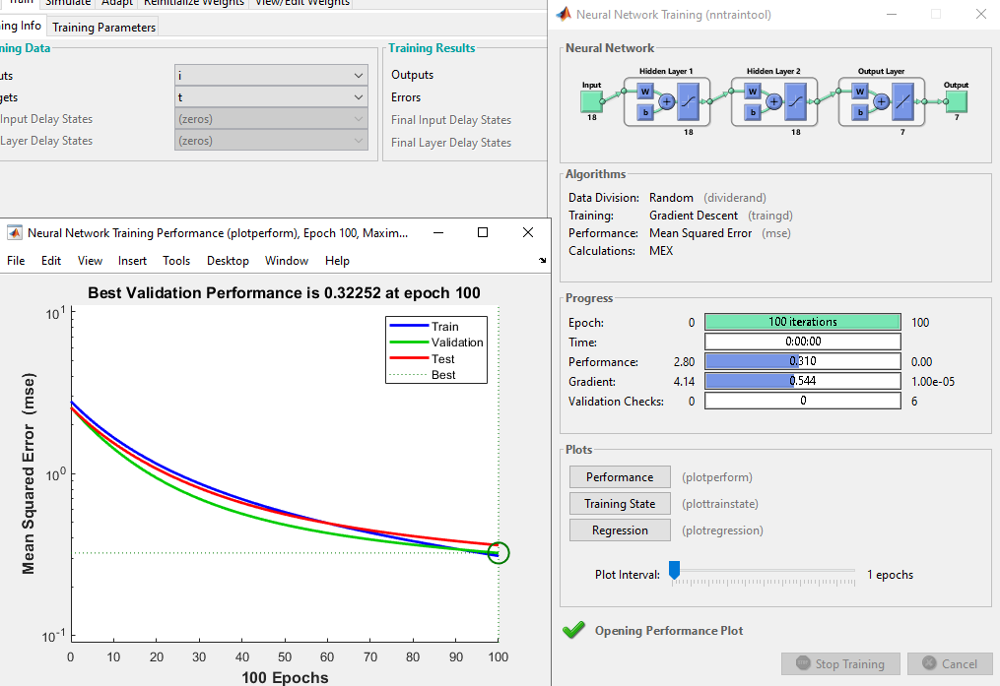 Train Simulate Adapt Reinitialize Weights View/Edit Weights
Training Parameters
Training Results
i
Outputs
t
Errors
(zeros)
Final Input Delay States
Input Delay States
(zeros)
Final Layer Delay States
Layer Delay States
Neural Network Training Performance (plotperform), Epoch 100, Maxim...
File Edit View Insert Tools Desktop Window Help
Best Validation Performance is 0.32252 at epoch 100
Mean Squared Error (mse)
10^1
10^0
10^-1
Train
Validation
Test
Best
0 10 20 30 40 50 60 70 80 90 100
100 Epochs
Neural Network Training (nntraintool)
Neural Network
Hidden Layer 1 Hidden Layer 2 Output Layer
Input Output
W b + W b + W b +
18 18 18 7 7
Algorithms
Data Division: Random (dividerand)
Training: Gradient Descent (traingd)
Performance: Mean Squared Error (mse)
Calculations: MEX
Progress
Epoch: 0 100 iterations 100
Time: 0:00:00
Performance: 2.80 0.310 0.00
Gradient: 4.14 0.544 1.00e-05
Validation Checks: 0 0 6
Plots
Performance (plotperform)
Training State (plottrainstate)
Regression (plotregression)
Plot Interval: 1 epochs
Opening Performance Plot
Stop Training Cancel